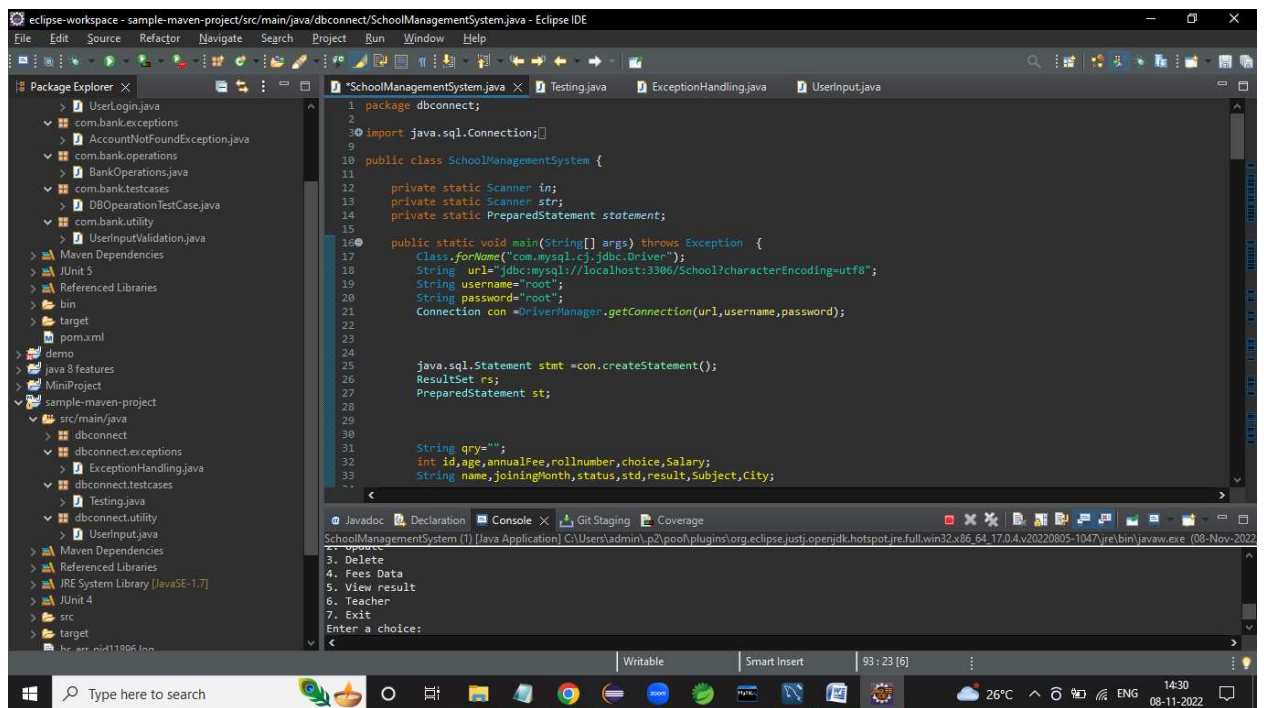 eclipse-workspace - sample-maven-project/src/main/java/dbconnect/SchoolManagementSystem.java - Eclipse IDE
File Edit Source Refactor Navigate Search Project Run Window Help
Package Explorer
UserLogin.java
com.bank.exceptions
AccountNotFoundException.java
com.bank.operations
BankOperations.java
com.bank.testcases
DBOpearationTestCase.java
com.bank.utility
UserInputValidation.java
Maven Dependencies
JUnit 5
Referenced Libraries
bin
target
pom.xml
demo
java 8 features
MiniProject
sample-maven-project
src/main/java
dbconnect
dbconnect.exceptions
ExceptionHandling.java
dbconnect.testcases
Testing.java
dbconnect.utility
UserInput.java
Maven Dependencies
Referenced Libraries
JRE System Library [JavaSE-1.7]
JUnit 4
src
target
hs_err_pid11896.log
*SchoolManagementSystem.java Testing.java ExceptionHandling.java UserInput.java
1 package dbconnect;
2
3 import java.sql.Connection;
9
10 public class SchoolManagementSystem {
11
12 private static Scanner in;
13 private static Scanner str;
14 private static PreparedStatement statement;
15
16 public static void main(String[] args) throws Exception {
17 Class.forName("com.mysql.cj.jdbc.Driver");
18 String url="jdbc:mysql://localhost:3306/School?characterEncoding=utf8";
19 String username="root";
20 String password="root";
21 Connection con =DriverManager.getConnection(url,username,password);
22
23
24
25 java.sql.Statement stmt =con.createStatement();
26 ResultSet rs;
27 PreparedStatement st;
28
29
30
31 String qry="";
32 int id,age,annualFee,rollnumber,choice,Salary;
33 String name,joiningMonth,status,std,result,Subject,City;
Javadoc Declaration Console Git Staging Coverage
SchoolManagementSystem (1) [Java Application] C:\Users\admin\.p2\pool\plugins\org.eclipse.justj.openjdk.hotspot.jre.full.win32.x86_64_17.0.4.v20220805-1047\jre\bin\javaw.exe (08-Nov-2022
2. Update
3. Delete
4. Fees Data
5. View result
6. Teacher
7. Exit
Enter a choice:
Writable Smart Insert 93 : 23 [6]
Type here to search
zoom
26°C ENG
14:30
08-11-2022